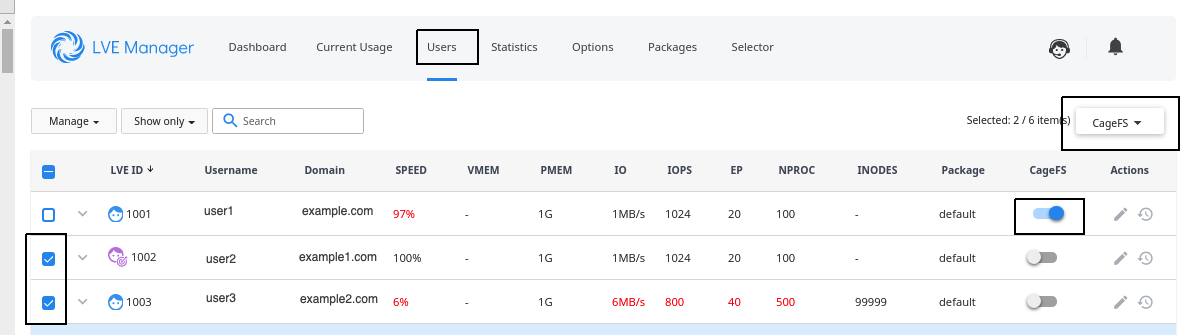 LVE Manager Dashboard Current Usage Users Statistics Options Packages Selector
Manage Show only Search Selected: 2 / 6 item(s) CageFS
LVE ID Username Domain SPEED VMEM PMEM IO IOPS EP NPROC INODES Package CageFS Actions
1001 user1 example.com 97% - 1G 1MB/s 1024 20 100 - default
1002 user2 example1.com 100% - 1G 1MB/s 1024 20 100 - default
1003 user3 example2.com 6% - 1G 6MB/s 800 40 500 99999 default